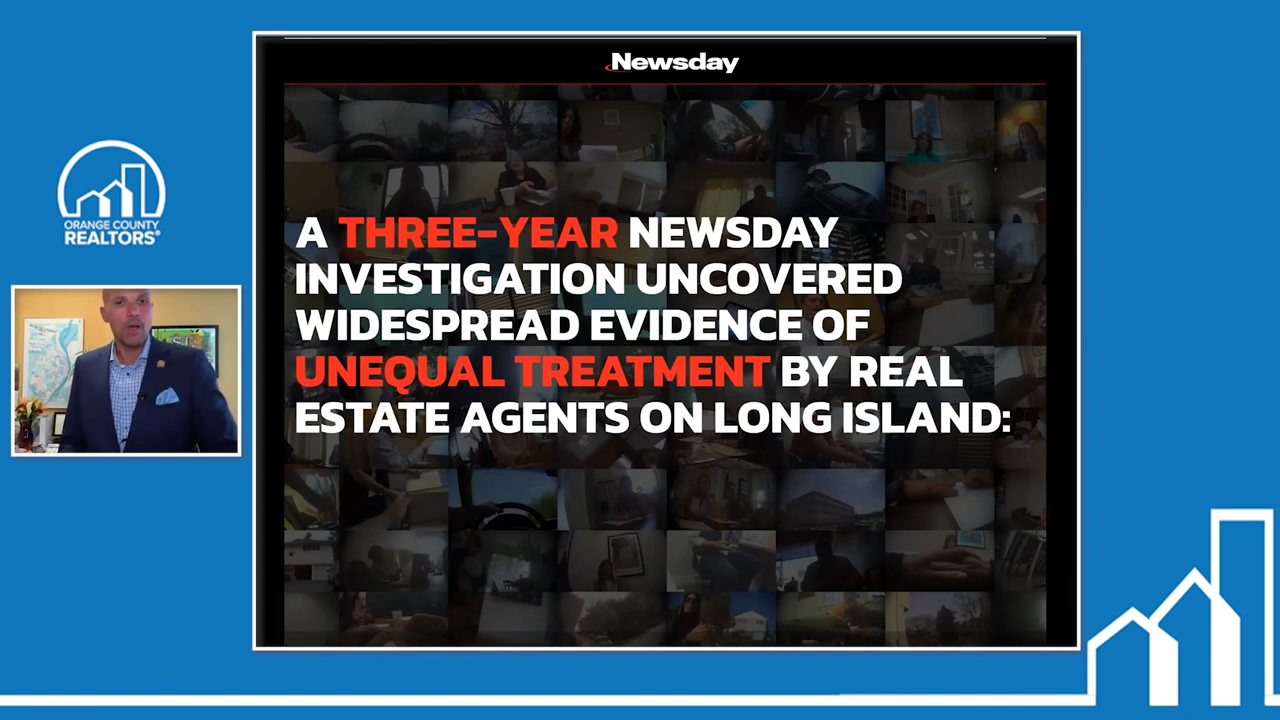 Newsday
ORANGE COUNTY
REALTORS®
A THREE-YEAR NEWSDAY
INVESTIGATION UNCOVERED
WIDESPREAD EVIDENCE OF
UNEQUAL TREATMENT BY REAL
ESTATE AGENTS ON LONG ISLAND: